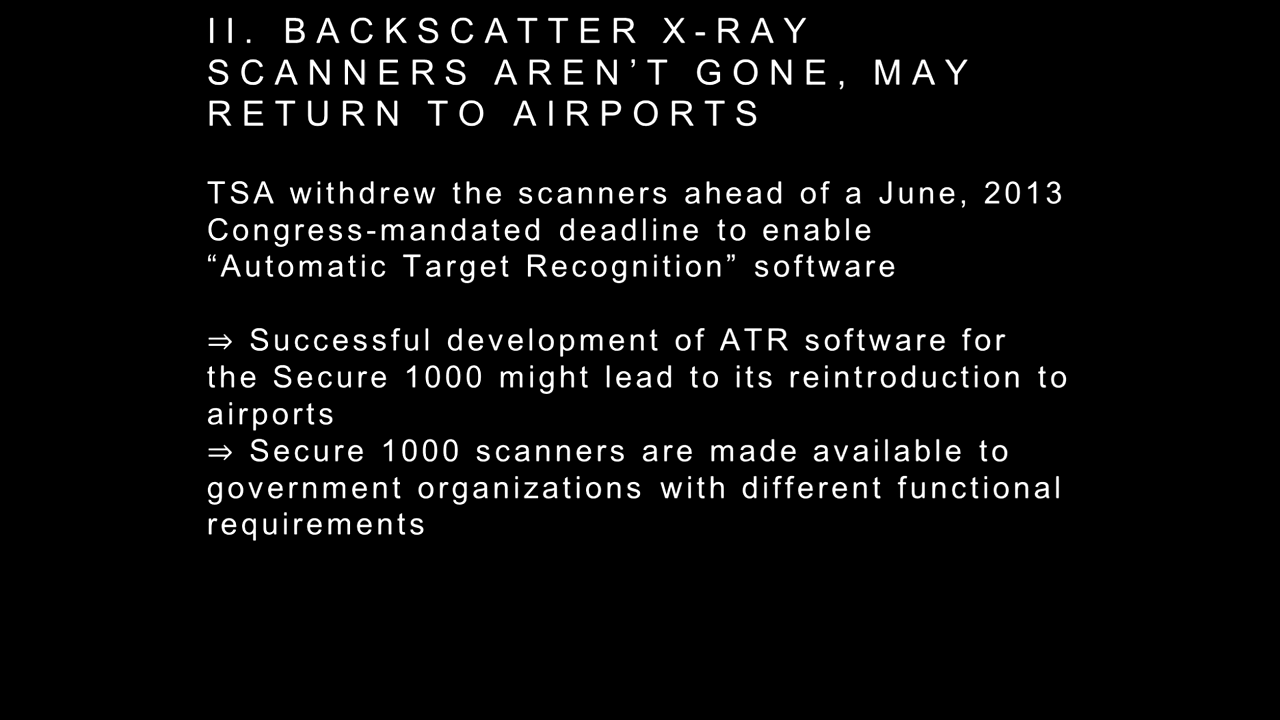 II. BACKSCATTER X-RAY
SCANNERS AREN’T GONE, MAY
RETURN TO AIRPORTS
TSA withdrew the scanners ahead of a June, 2013
Congress-mandated deadline to enable
“Automatic Target Recognition” software
⇒ Successful development of ATR software for
the Secure 1000 might lead to its reintroduction to
airports
⇒ Secure 1000 scanners are made available to
government organizations with different functional
requirements